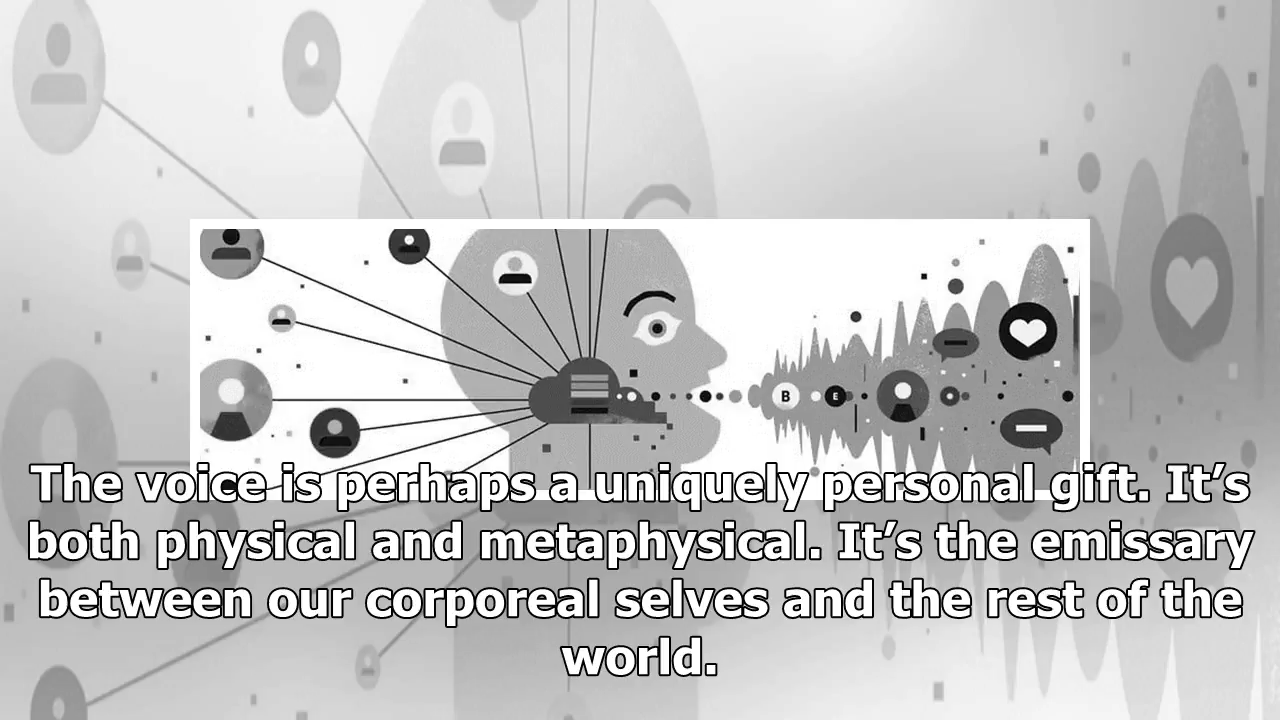 B
E
The voice is perhaps a uniquely personal gift. It’s
both physical and metaphysical. It’s the emissary
between our corporeal selves and the rest of the
world.